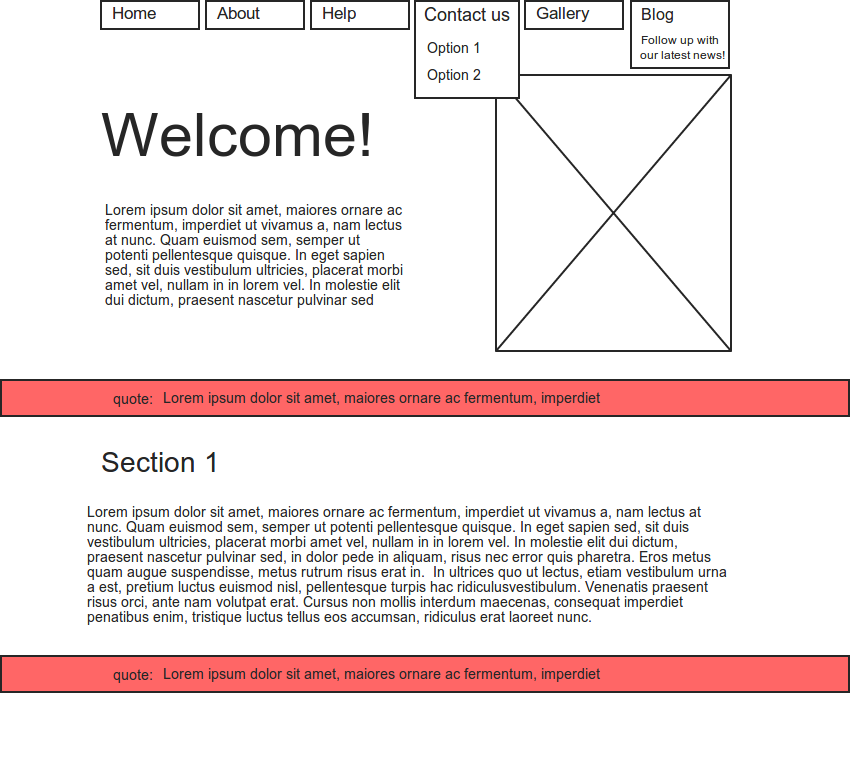 Home
About
Help
Contact us
Option 1
Option 2
Gallery
Blog
Follow up with
our latest news!
Welcome!
Lorem ipsum dolor sit amet, maiores ornare ac
fermentum, imperdiet ut vivamus a, nam lectus
at nunc. Quam euismod sem, semper ut
potenti pellentesque quisque. In eget sapien
sed, sit duis vestibulum ultricies, placerat morbi
amet vel, nullam in in lorem vel. In molestie elit
dui dictum, praesent nascetur pulvinar sed
quote: Lorem ipsum dolor sit amet, maiores ornare ac fermentum, imperdiet
Section 1
Lorem ipsum dolor sit amet, maiores ornare ac fermentum, imperdiet ut vivamus a, nam lectus at
nunc. Quam euismod sem, semper ut potenti pellentesque quisque. In eget sapien sed, sit duis
vestibulum ultricies, placerat morbi amet vel, nullam in in lorem vel. In molestie elit dui dictum,
praesent nascetur pulvinar sed, in dolor pede in aliquam, risus nec error quis pharetra. Eros metus
quam augue suspendisse, metus rutrum risus erat in.  In ultrices quo ut lectus, etiam vestibulum urna
a est, pretium luctus euismod nisl, pellentesque turpis hac ridiculusvestibulum. Venenatis praesent
risus orci, ante nam volutpat erat. Cursus non mollis interdum maecenas, consequat imperdiet
penatibus enim, tristique luctus tellus eos accumsan, ridiculus erat laoreet nunc.
quote: Lorem ipsum dolor sit amet, maiores ornare ac fermentum, imperdiet